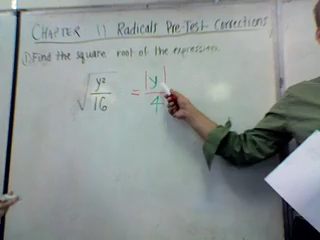 CHAPTER 11 Radicals Pre-Test Corrections
① Find the square root of the expression.
√(y²/16) = |y|/4